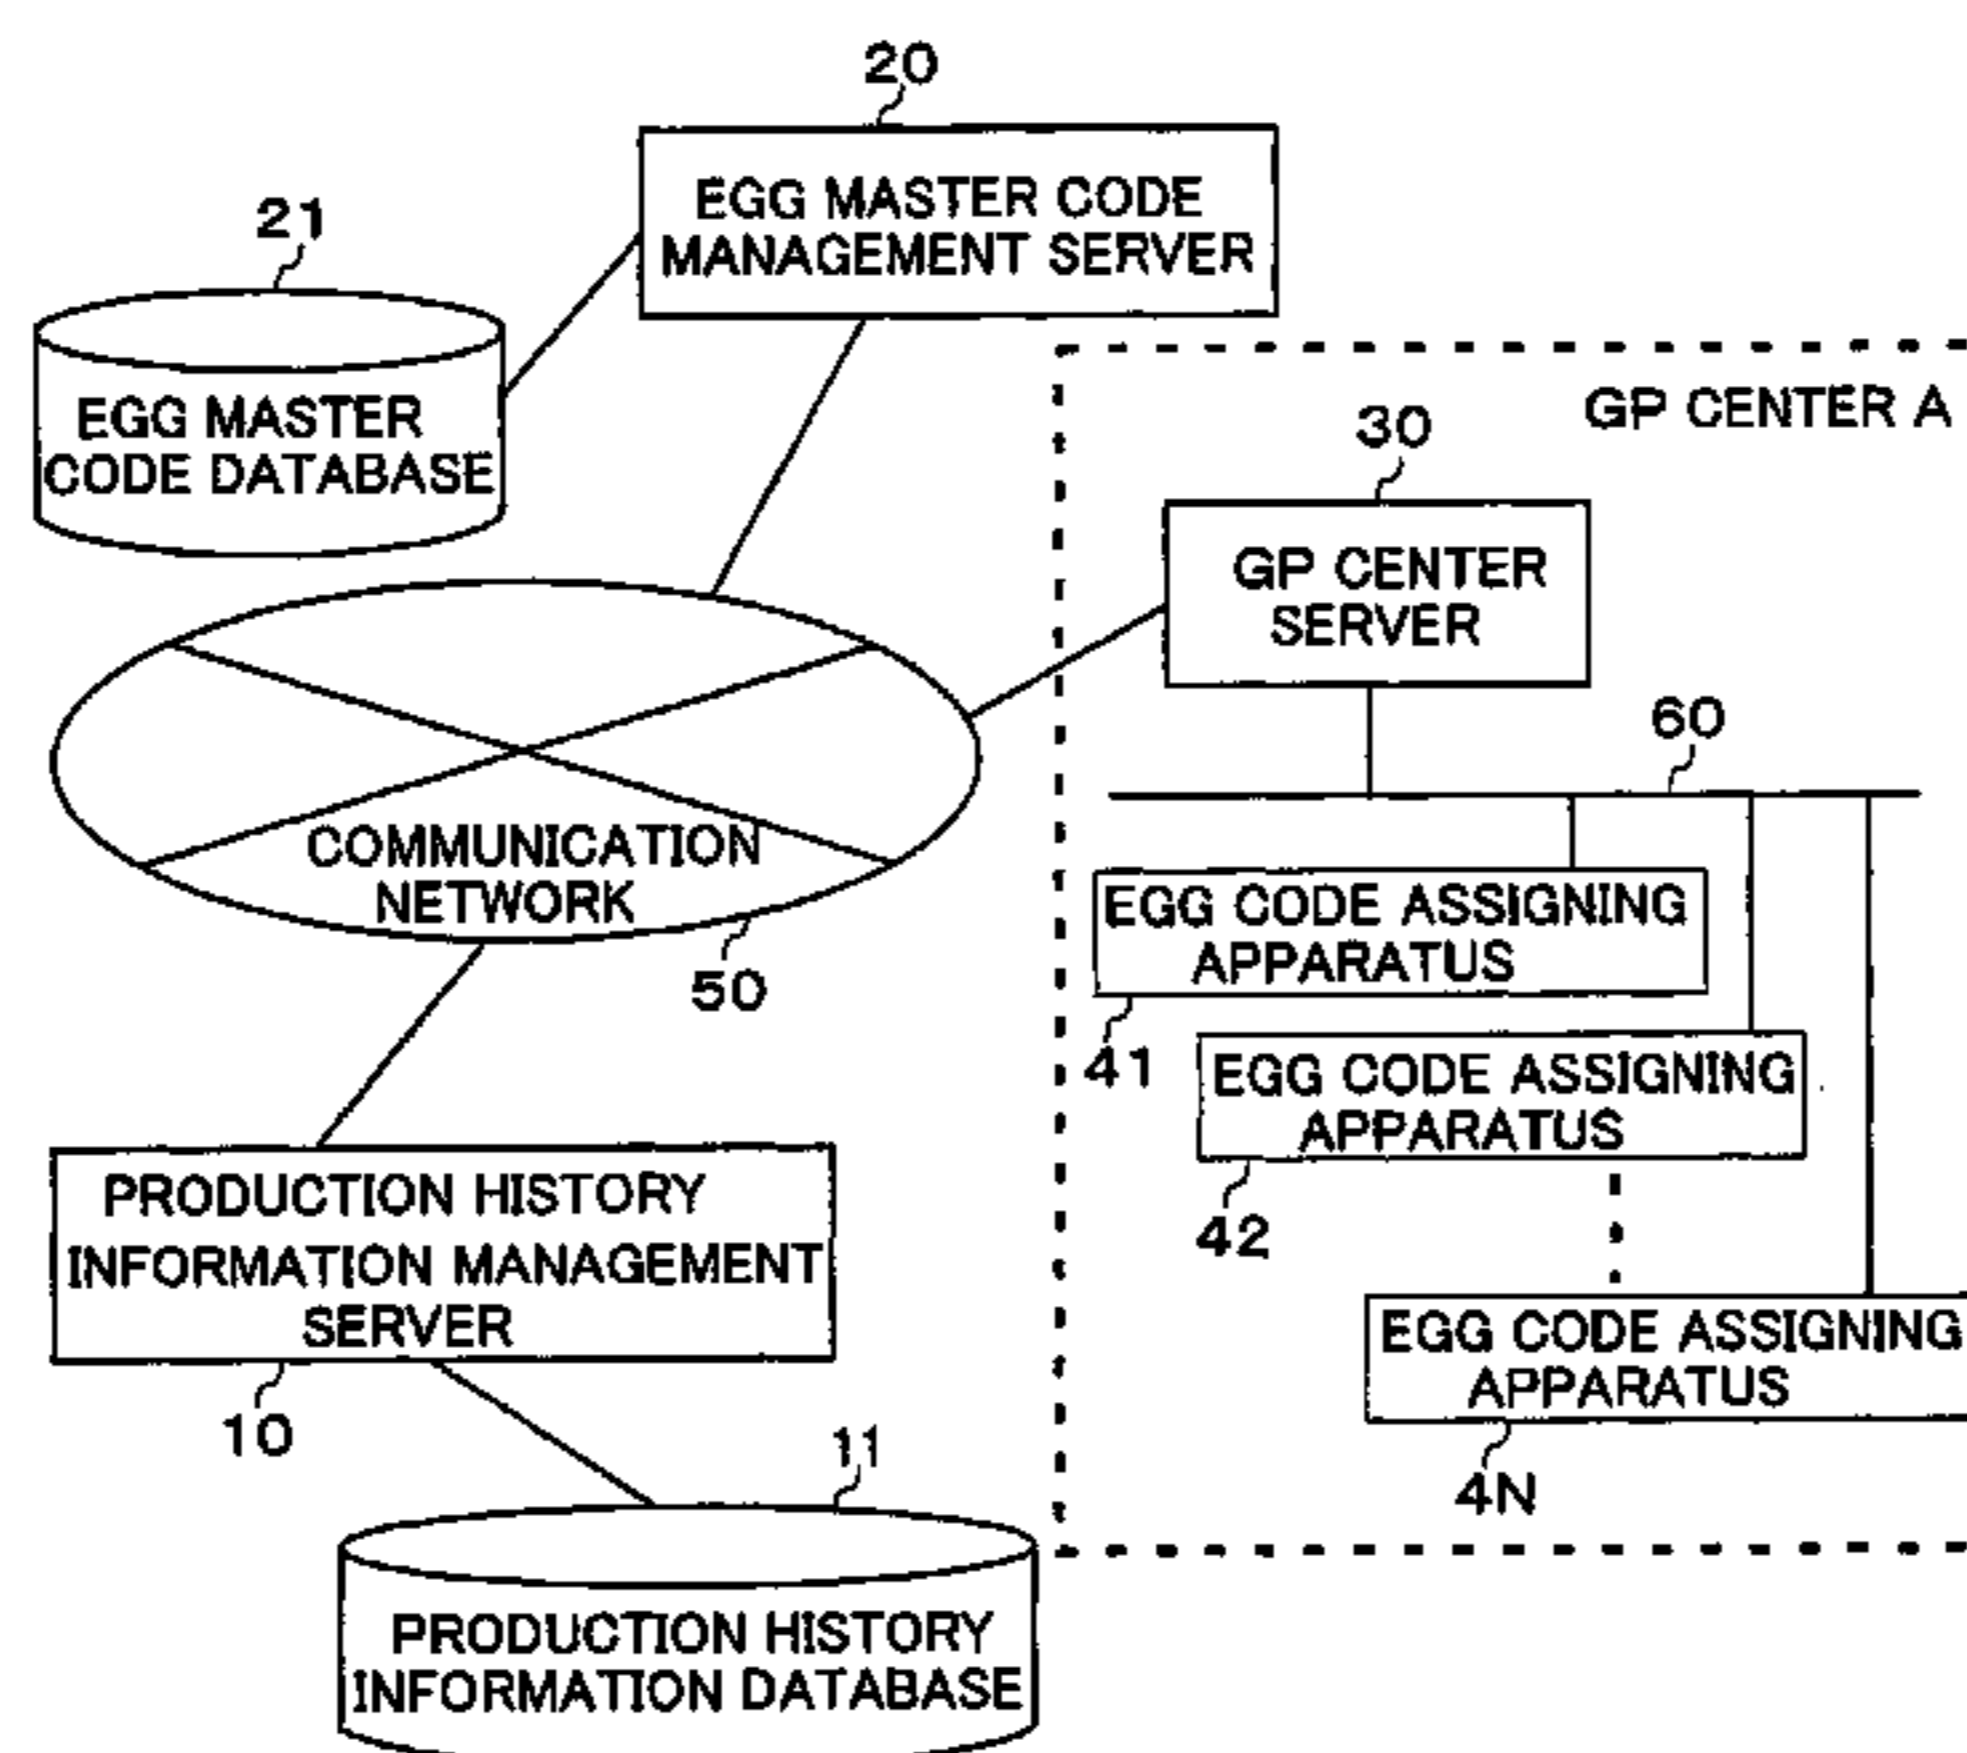 20
EGG MASTER CODE
MANAGEMENT SERVER
21
EGG MASTER
CODE DATABASE
GP CENTER A
30
GP CENTER
SERVER
60
COMMUNICATION
NETWORK
50
EGG CODE ASSIGNING
APPARATUS
41
EGG CODE ASSIGNING
APPARATUS
42
EGG CODE ASSIGNING
APPARATUS
4N
PRODUCTION HISTORY
INFORMATION MANAGEMENT
SERVER
10
11
PRODUCTION HISTORY
INFORMATION DATABASE